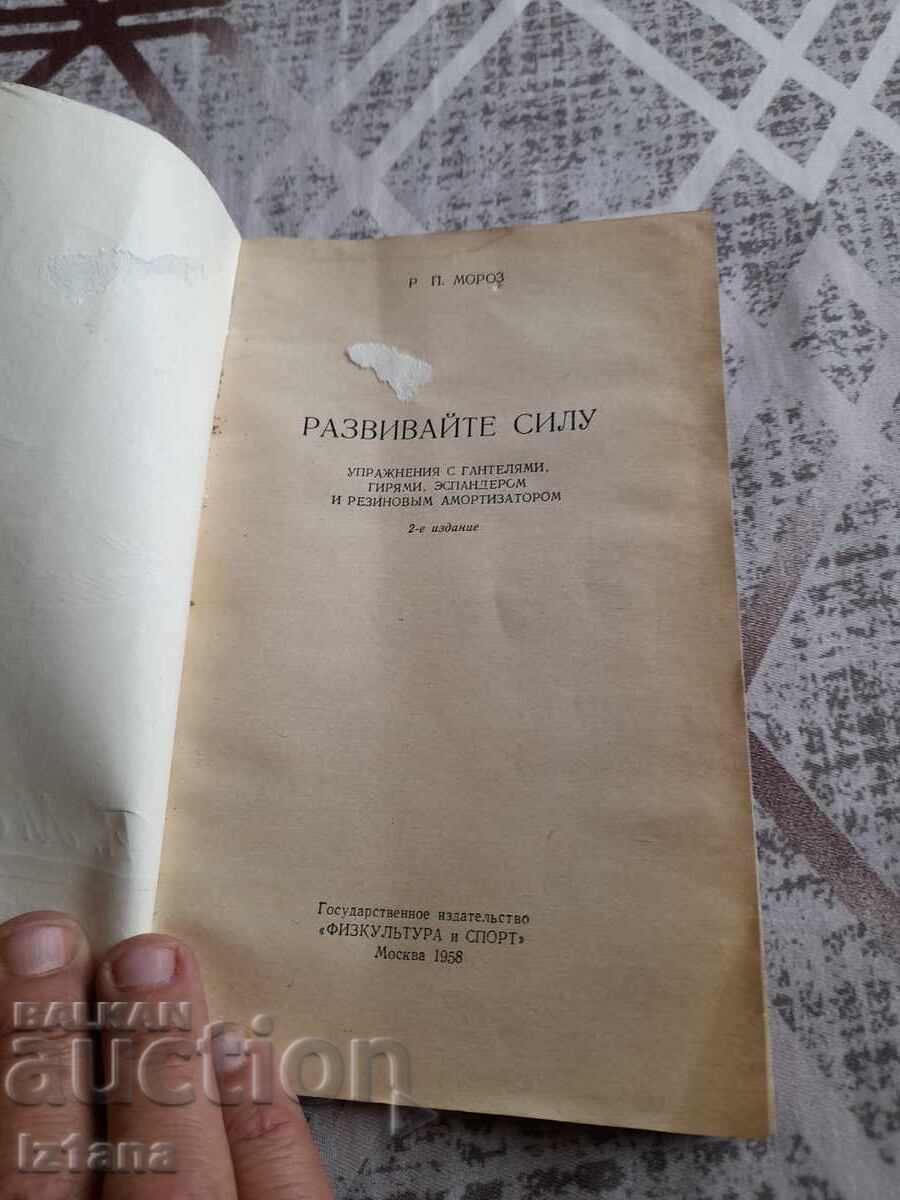 Р П. МОРОЗ
РАЗВИВАЙТЕ СИЛУ
УПРАЖНЕНИЯ С ГАНТЕЛЯМИ,
ГИРЯМИ, ЭСПАНДЕРОМ
И РЕЗИНОВЫМ АМОРТИЗАТОРОМ
2-е издание
Государственное издательство
«ФИЗКУЛЬТУРА и СПОРТ»
Москва 1958
BALKAN
auction
Iz1ana